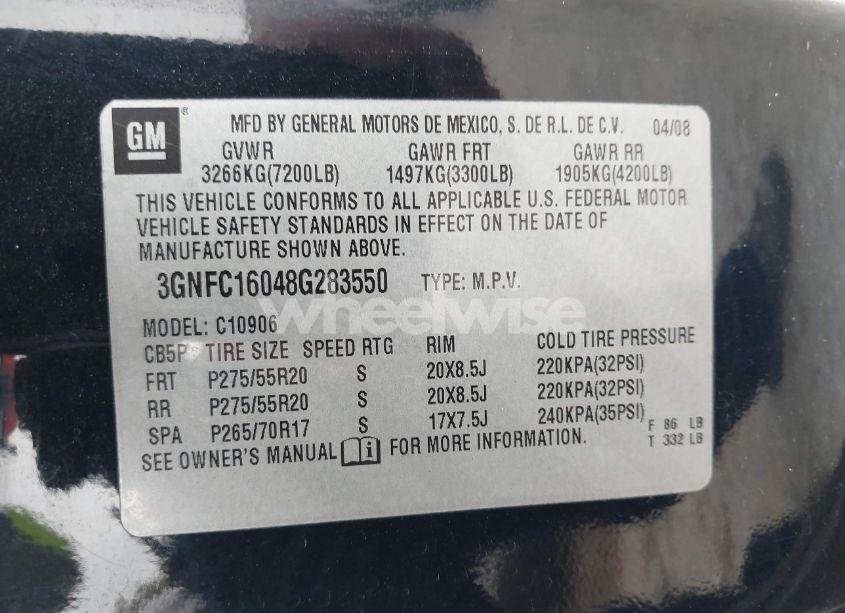 GM ® MFD BY GENERAL MOTORS DE MEXICO, S. DE R.L. DE C.V. 04/08
GVWR GAWR FRT GAWR RR
3266KG(7200LB) 1497KG(3300LB) 1905KG(4200LB)
THIS VEHICLE CONFORMS TO ALL APPLICABLE U.S. FEDERAL MOTOR
VEHICLE SAFETY STANDARDS IN EFFECT ON THE DATE OF
MANUFACTURE SHOWN ABOVE.
3GNFC16048G283550 TYPE: M.P.V.
wheelwise
MODEL: C10906
CB5P TIRE SIZE SPEED RTG RIM COLD TIRE PRESSURE
FRT P275/55R20 S 20X8.5J 220KPA(32PSI)
RR P275/55R20 S 20X8.5J 220KPA(32PSI)
SPA P265/70R17 S 17X7.5J 240KPA(35PSI) F 86 LB
SEE OWNER'S MANUAL i FOR MORE INFORMATION. T 332 LB